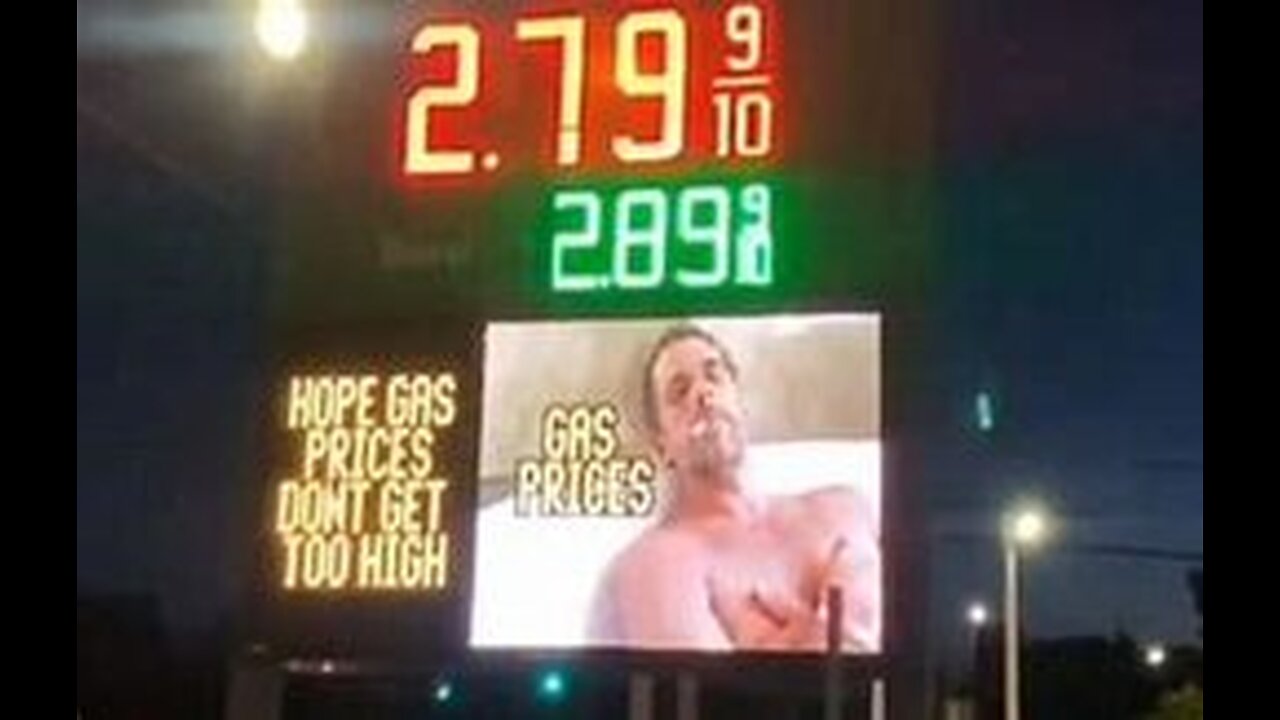 2.79 9/10
2.89 9/10
HOPE GAS
PRICES
DONT GET
TOO HIGH
GAS
PRICES